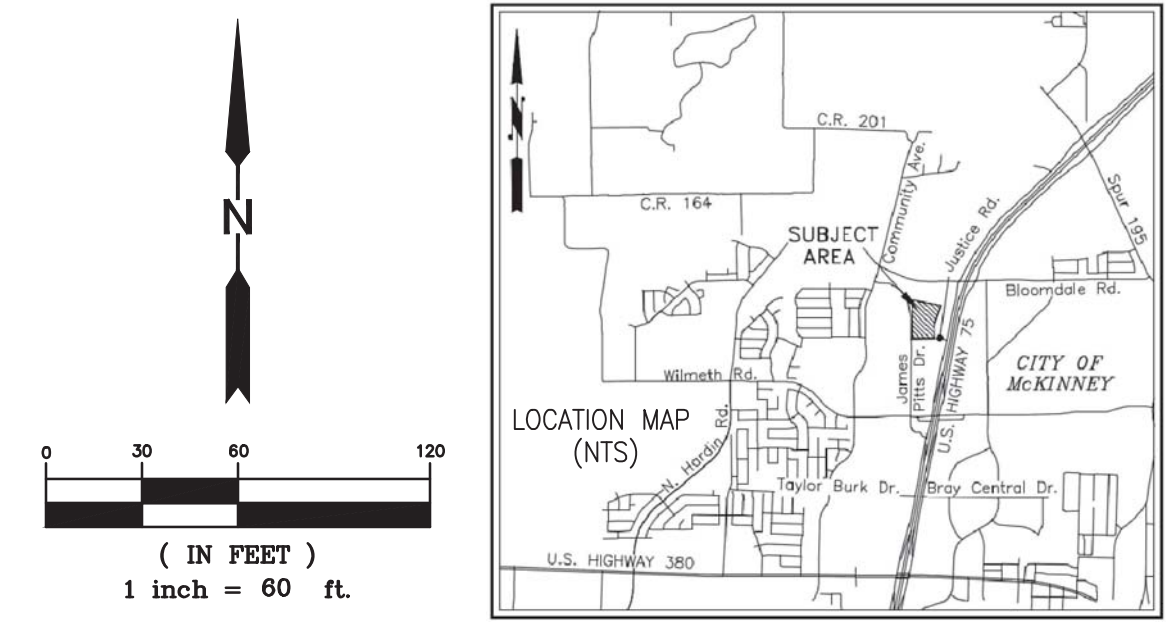 N
0 30 60 120
( IN FEET )
1 inch = 60 ft.
N
C.R. 201
C.R. 164
Community Ave.
Justice Rd.
Spur 195
SUBJECT
AREA
Bloomdale Rd.
James
Pitts Dr.
U.S. HIGHWAY 75
CITY OF
McKINNEY
Wilmeth Rd.
LOCATION MAP
(NTS)
N. Hardin Rd.
Taylor Burk Dr.
Bray Central Dr.
U.S. HIGHWAY 380